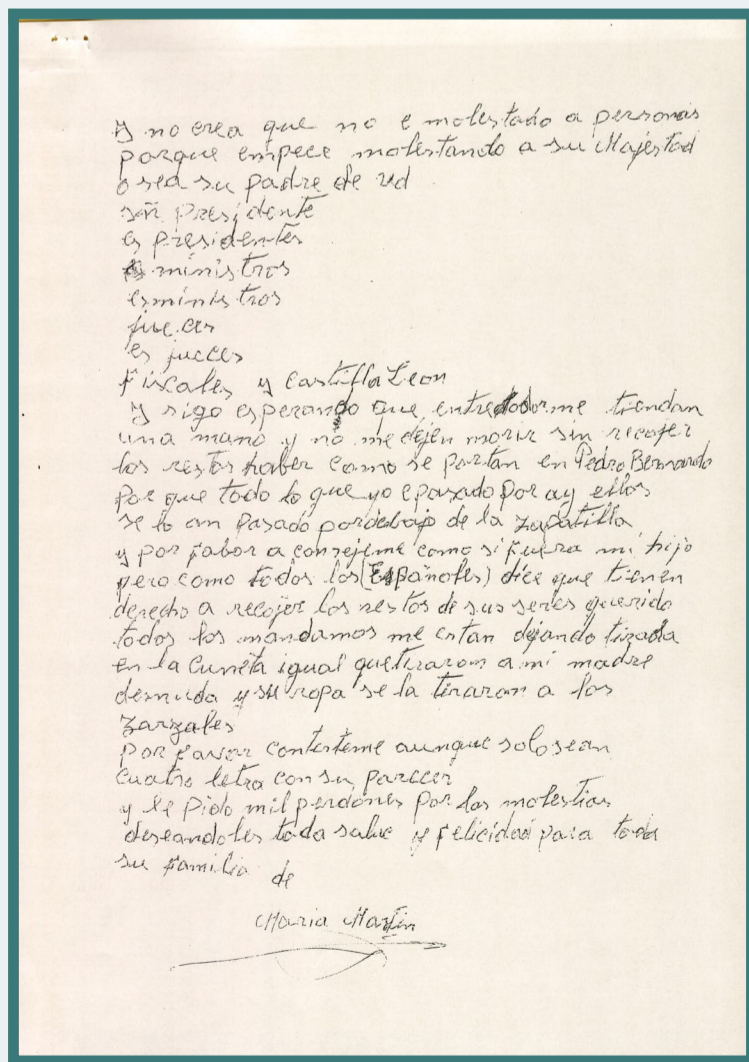 Y no crea que no e molestado a personas
porque empece molestando a su Majestad
o sea su padre de ud
señ presidente
es presidentes
ministros
esministros
jueces
es jueces
Fiscales y Castilla Leon
y sigo esperando que entre todos me tiendan
una mano y no me dejen morir sin recojer
los restos haber como se portan en Pedro Bernardo
por que todo lo que yo e pasado por ay ellos
se lo an pasado por debajo de la zapatilla
y por fabor aconsejeme como si fuera mi hijo
pero como todos los (Españoles) dice que tienen
derecho a recojer los restos de sus seres querido
todos los mandamos me estan dejando tirada
en la cuneta igual que tiraron a mi madre
desnuda y su ropa se la tiraron a los
zarzales
por favor contesteme aunque solo sean
cuatro letra con su parecer
y le pido mil perdones por las molestias
deseandoles toda salud y felicidad para toda
su familia de
Maria Martin